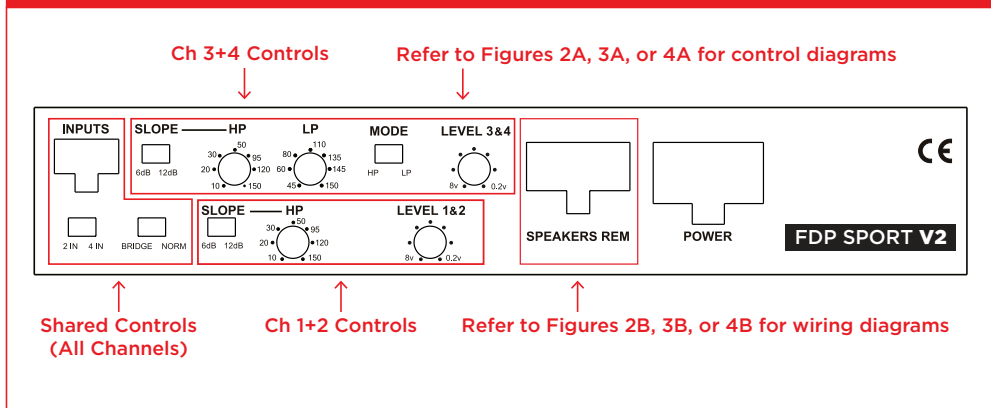 Ch 3+4 Controls
Refer to Figures 2A, 3A, or 4A for control diagrams
INPUTS
2 IN 4 IN
BRIDGE NORM
SLOPE HP
6dB 12dB
10 20 30 50 95 120 150
LP
45 60 80 110 135 145 150
MODE
HP LP
LEVEL 3&4
8v 0.2v
SLOPE HP
6dB 12dB
10 20 30 50 95 120 150
LEVEL 1&2
8v 0.2v
SPEAKERS REM
POWER
CE
FDP SPORT V2
Shared Controls
(All Channels)
Ch 1+2 Controls
Refer to Figures 2B, 3B, or 4B for wiring diagrams